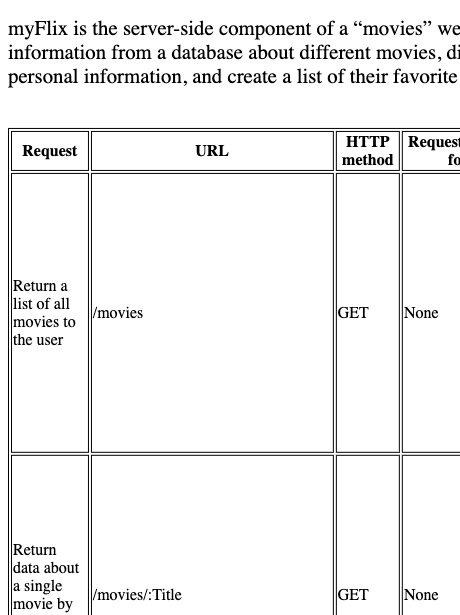 myFlix is the server-side component of a “movies” we
information from a database about different movies, di
personal information, and create a list of their favorite
Request URL HTTP method Request fo
Return a
list of all
movies to
the user
/movies
GET
None
Return
data about
a single
movie by
/movies/:Title
GET
None